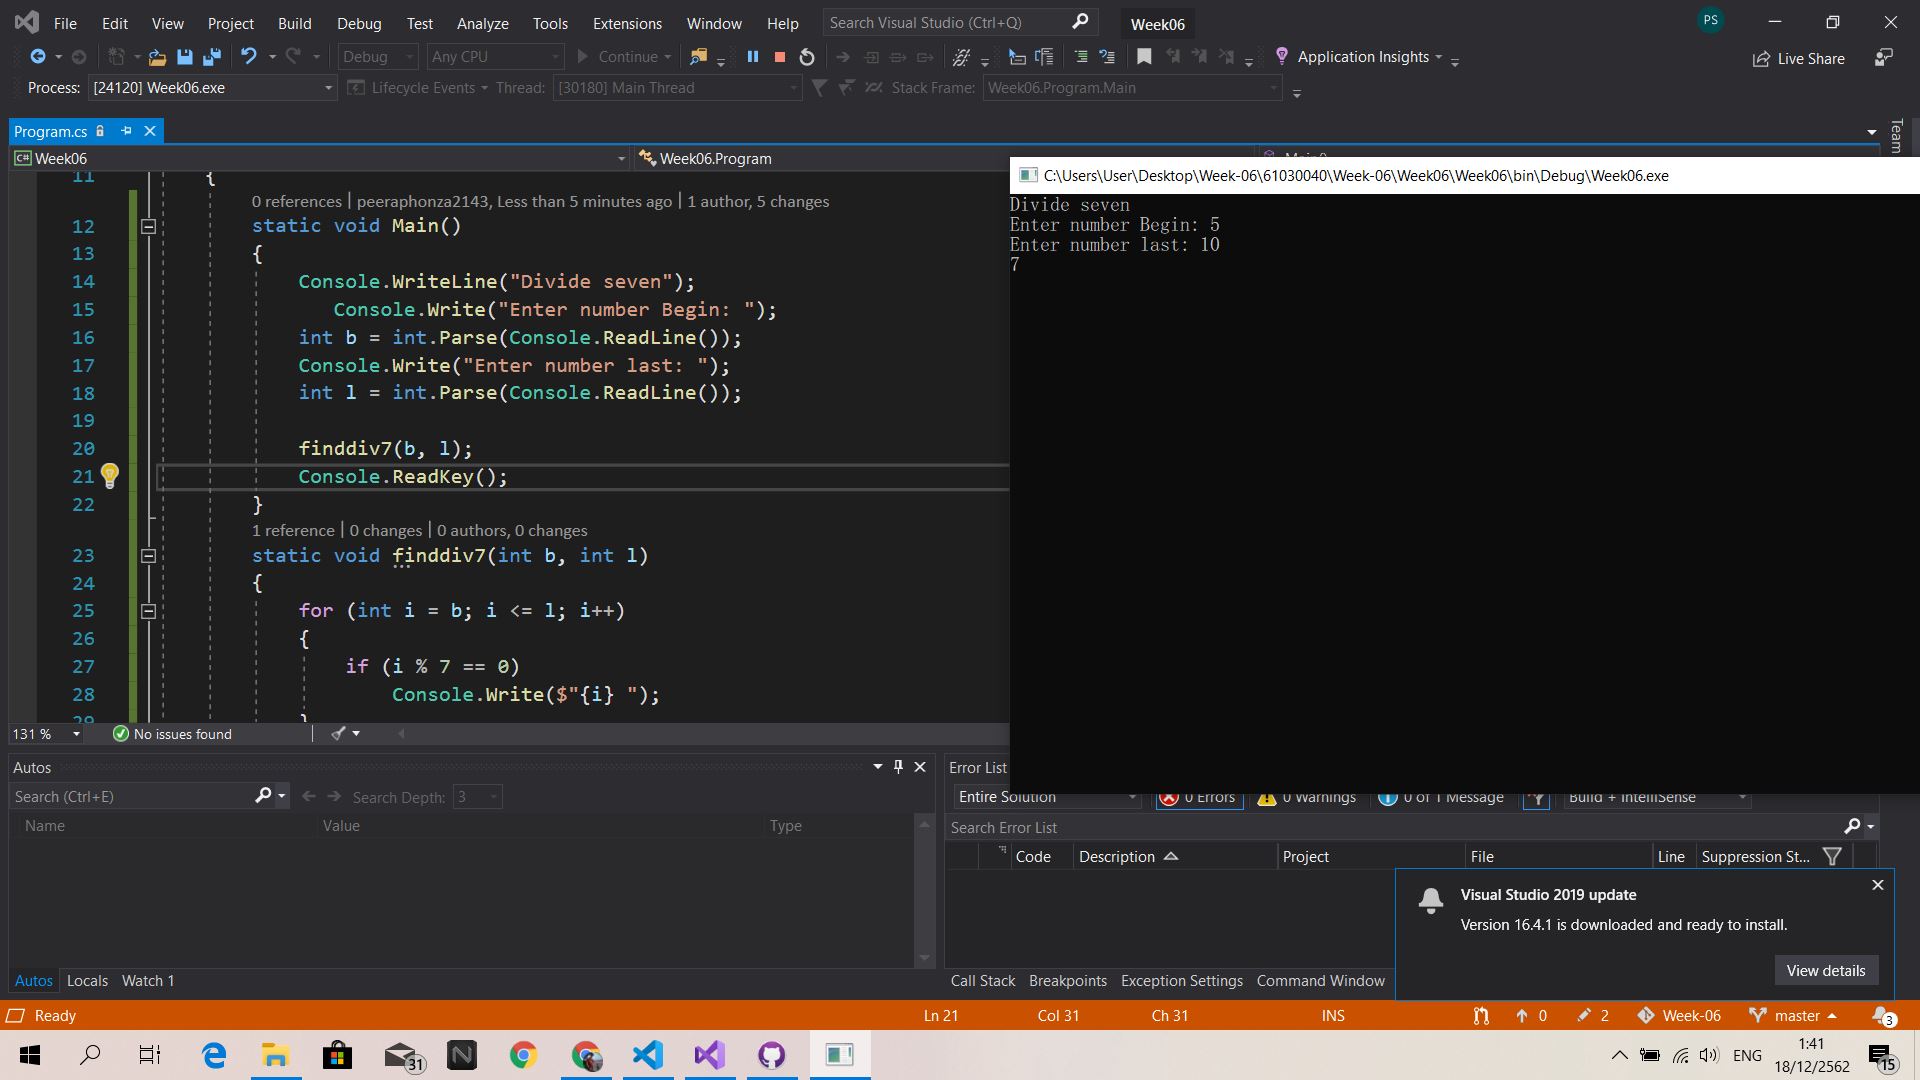 File Edit View Project Build Debug Test Analyze Tools Extensions Window Help Search Visual Studio (Ctrl+Q) Week06 PS
Debug Any CPU Continue Application Insights Live Share
Process: [24120] Week06.exe Lifecycle Events Thread: [30180] Main Thread Stack Frame: Week06.Program.Main
Program.cs
Team
C# Week06 Week06.Program Main()
C:\Users\User\Desktop\Week-06\61030040\Week-06\Week06\Week06\bin\Debug\Week06.exe
Divide seven
Enter number Begin: 5
Enter number last: 10
7
11 {
0 references | peeraphonza2143, Less than 5 minutes ago | 1 author, 5 changes
12 static void Main()
13 {
14 Console.WriteLine("Divide seven");
15 Console.Write("Enter number Begin: ");
16 int b = int.Parse(Console.ReadLine());
17 Console.Write("Enter number last: ");
18 int l = int.Parse(Console.ReadLine());
19
20 finddiv7(b, l);
21 Console.ReadKey();
22 }
1 reference | 0 changes | 0 authors, 0 changes
23 static void finddiv7(int b, int l)
24 {
25 for (int i = b; i <= l; i++)
26 {
27 if (i % 7 == 0)
28 Console.Write($"{i} ");
29 }
131 % No issues found
Autos
Search (Ctrl+E) Search Depth: 3
Name Value Type
Autos Locals Watch 1
Error List
Entire Solution 0 Errors 0 Warnings 0 of 1 Message Build + IntelliSense
Search Error List
Code Description Project File Line Suppression St...
Visual Studio 2019 update
Version 16.4.1 is downloaded and ready to install.
View details
Call Stack Breakpoints Exception Settings Command Window
Ready Ln 21 Col 31 Ch 31 INS 0 2 Week-06 master 3
31 N ENG 1:41
18/12/2562 15